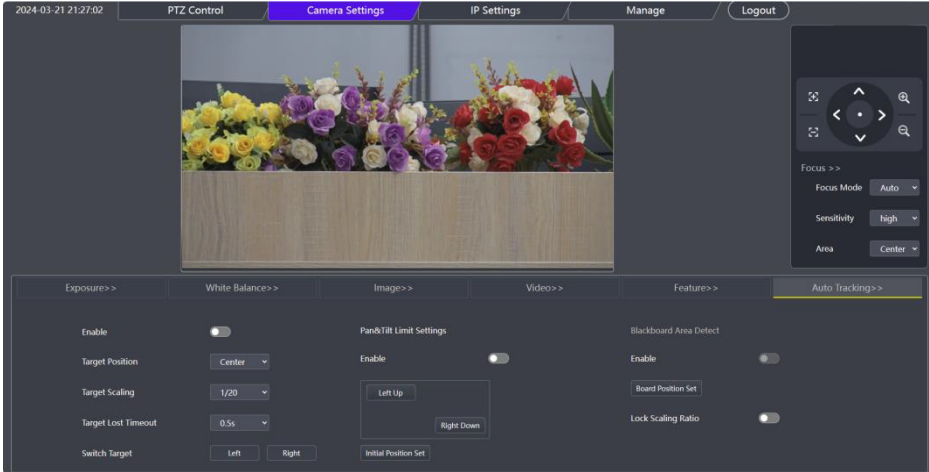 2024-03-21 21:27:02 PTZ Control Camera Settings IP Settings Manage Logout
Focus >>
Focus Mode Auto
Sensitivity high
Area Center
Exposure>> White Balance>> Image>> Video>> Feature>> Auto Tracking>>
Enable
Target Position Center
Target Scaling 1/20
Target Lost Timeout 0.5s
Switch Target Left Right
Pan&Tilt Limit Settings
Enable
Left Up
Right Down
Initial Position Set
Blackboard Area Detect
Enable
Board Position Set
Lock Scaling Ratio